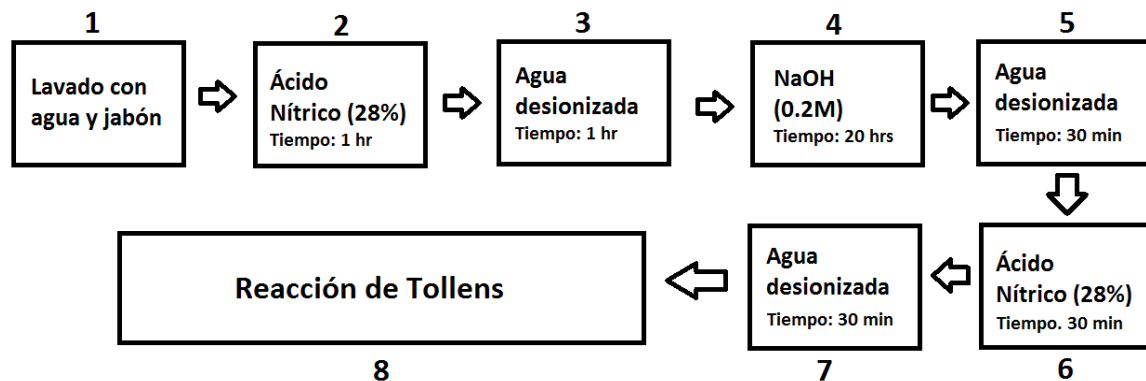 1
Lavado con
agua y jabón
2
Ácido
Nítrico (28%)
Tiempo: 1 hr
3
Agua
desionizada
Tiempo: 1 hr
4
NaOH
(0.2M)
Tiempo: 20 hrs
5
Agua
desionizada
Tiempo: 30 min
Ácido
Nítrico (28%)
Tiempo. 30 min
6
Agua
desionizada
Tiempo: 30 min
7
Reacción de Tollens
8